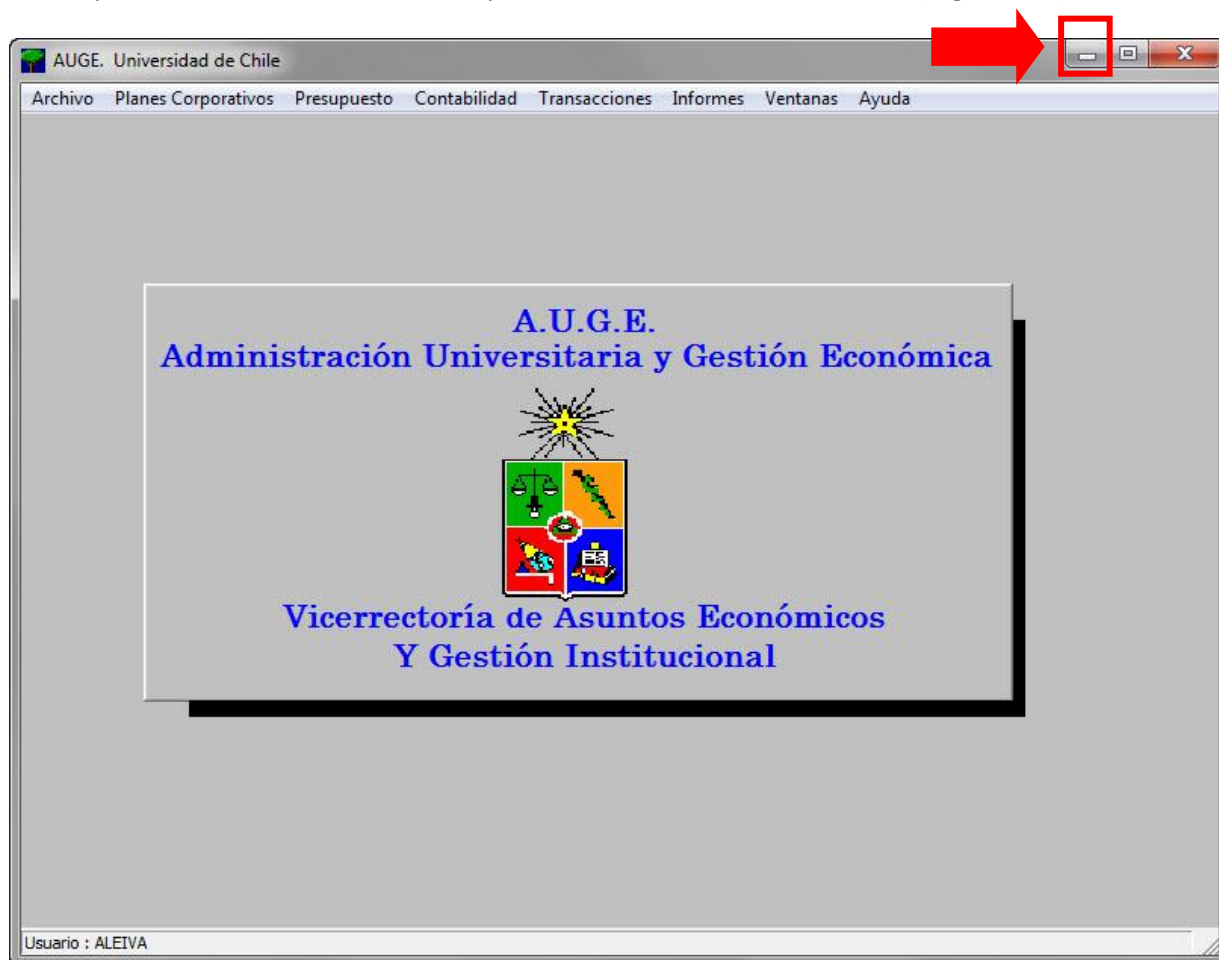 AUGE. Universidad de Chile
Archivo Planes Corporativos Presupuesto Contabilidad Transacciones Informes Ventanas Ayuda
A.U.G.E.
Administración Universitaria y Gestión Económica
Vicerrectoría de Asuntos Económicos
Y Gestión Institucional
Usuario : ALEIVA